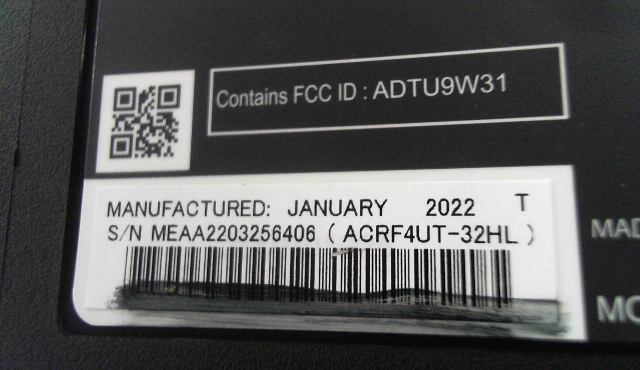 Contains FCC ID : ADTU9W31
MANUFACTURED: JANUARY 2022 T
S/N MEAA2203256406 ( ACRF4UT-32HL )